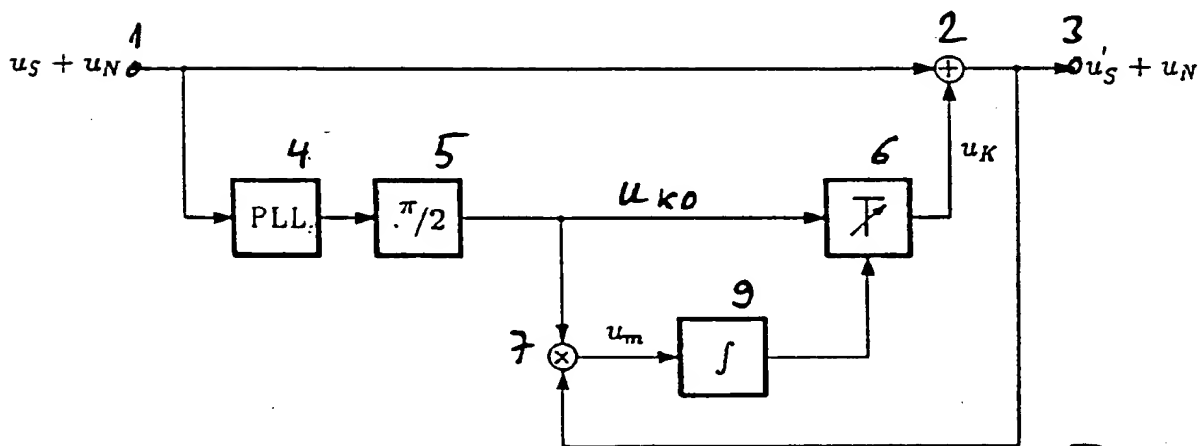 1 2 3
u_S + u_N u'_S + u_N
4 5 6
u_K
PLL π/2 u_KO
9
7 u_m ∫